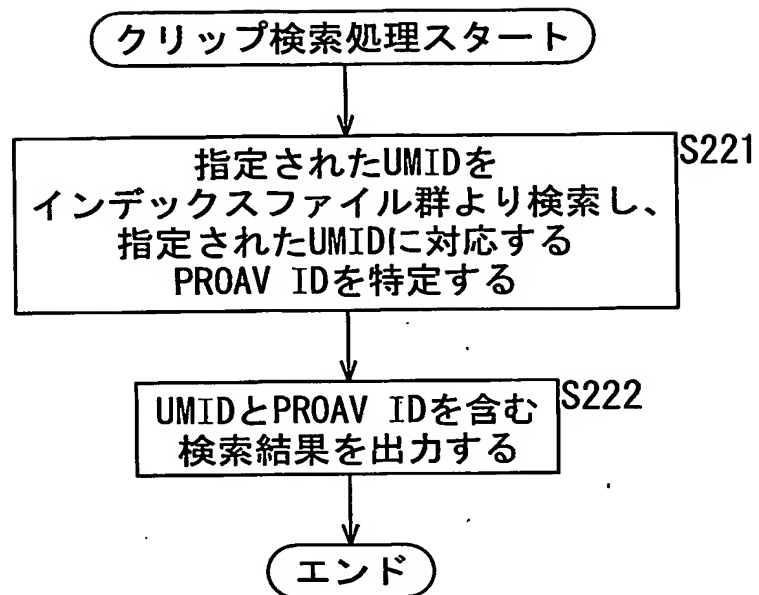 クリップ検索処理スタート
S221
指定されたUMIDを
インデックスファイル群より検索し、
指定されたUMIDに対応する
PROAV IDを特定する
S222
UMIDとPROAV IDを含む
検索結果を出力する
エンド